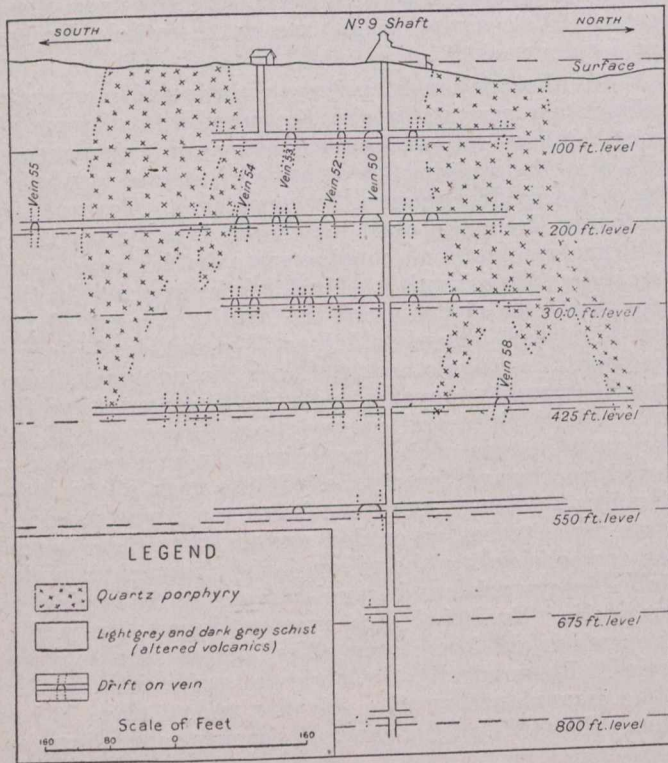 SOUTH
Nº 9 Shaft
NORTH
Surface
100 ft. level
Vein 55
Vein 54
Vein 53
Vein 52
Vein 50
200 ft. level
300 ft. level
Vein 58
425 ft. level
550 ft. level
LEGEND
Quartz porphyry
Light grey and dark grey schist
(altered volcanics)
Drift on vein
Scale of Feet
160 80 0 160
675 ft. level
800 ft. level